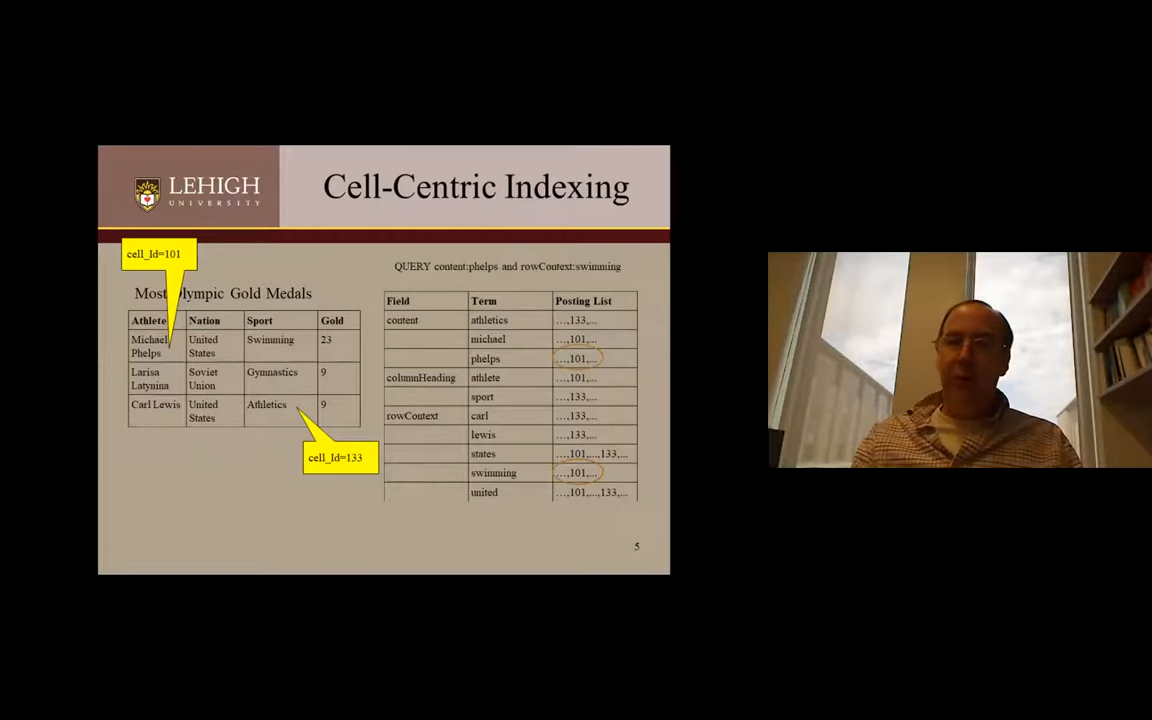 LEHIGH
UNIVERSITY
Cell-Centric Indexing
cell_Id=101
QUERY content:phelps and rowContext:swimming
Most Olympic Gold Medals
Athlete Nation Sport Gold
Michael Phelps United States Swimming 23
Larisa Latynina Soviet Union Gymnastics 9
Carl Lewis United States Athletics 9
cell_Id=133
Field Term Posting List
content athletics …,133,...
michael …,101,...
phelps …,101,...
columnHeading athlete …,101,...
sport …,133,...
rowContext carl …,133,...
lewis …,133,...
states …,101,...,133,...
swimming …,101,...
united …,101,...,133,...
5